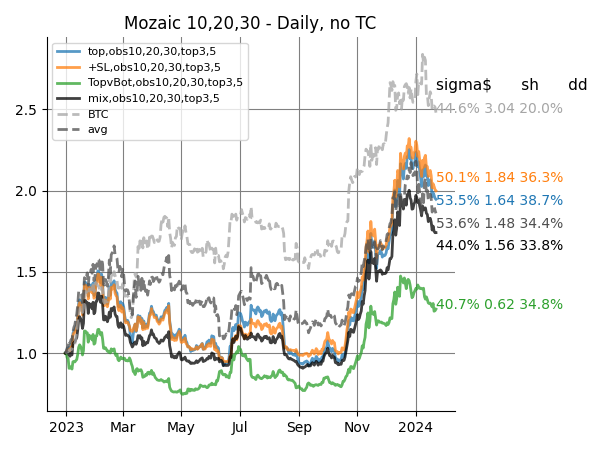 Mozaic 10,20,30 - Daily, no TC
top,obs10,20,30,top3,5
+SL,obs10,20,30,top3,5
TopvBot,obs10,20,30,top3,5
mix,obs10,20,30,top3,5
BTC
avg
sigma$ sh dd
44.6% 3.04 20.0%
50.1% 1.84 36.3%
53.5% 1.64 38.7%
53.6% 1.48 34.4%
44.0% 1.56 33.8%
40.7% 0.62 34.8%
2.5
2.0
1.5
1.0
2023 Mar May Jul Sep Nov 2024